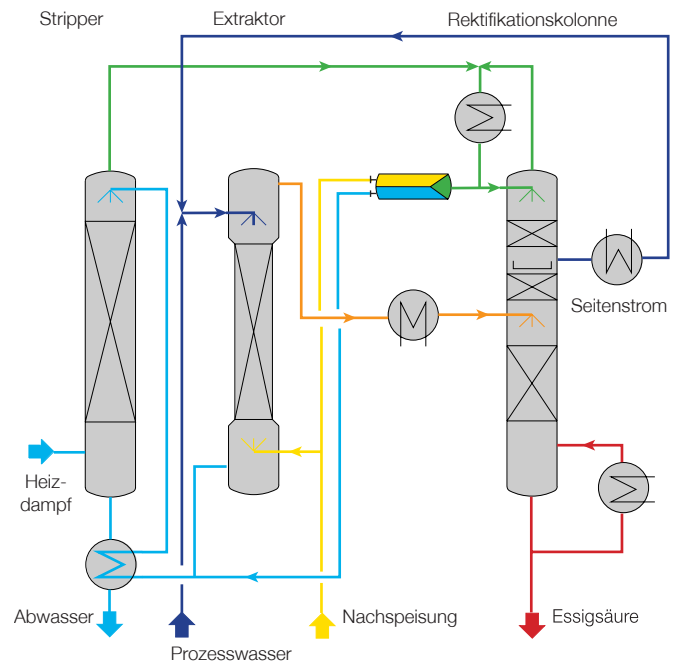 Stripper
Extraktor
Rektifikationskolonne
Seitenstrom
Heiz-
dampf
Abwasser
Prozesswasser
Nachspeisung
Essigsäure